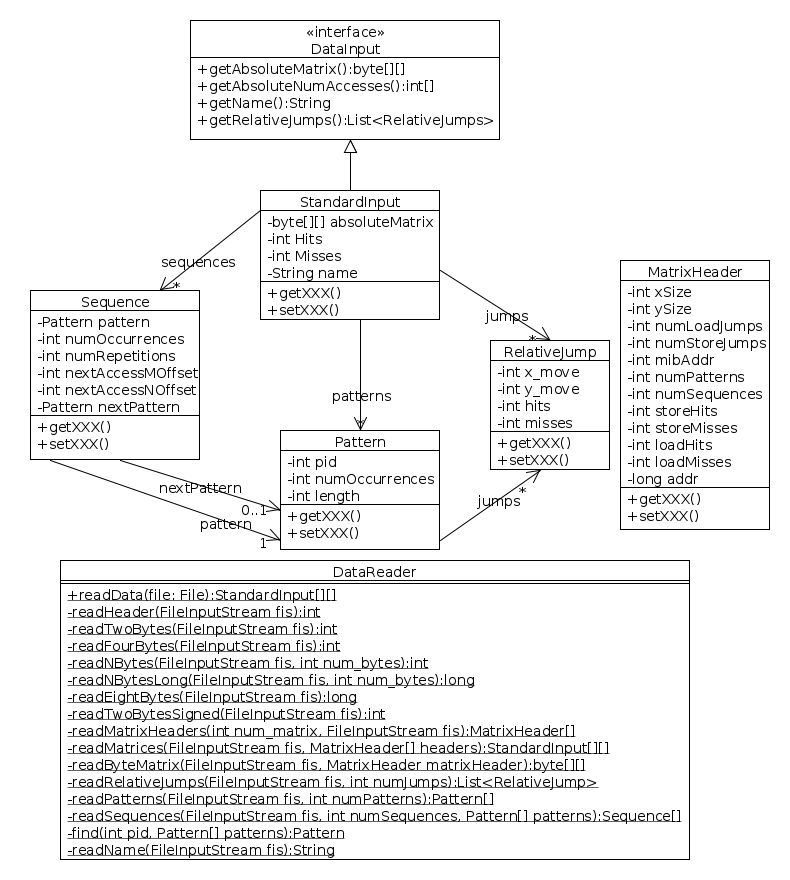 «interface»
DataInput
+getAbsoluteMatrix():byte[][]
+getAbsoluteNumAccesses():int[]
+getName():String
+getRelativeJumps():List<RelativeJumps>
StandardInput
-byte[][] absoluteMatrix
-int Hits
-int Misses
-String name
+getXXX()
+setXXX()
sequences
*
jumps
*
patterns
*
Sequence
-Pattern pattern
-int numOccurrences
-int numRepetitions
-int nextAccessMOffset
-int nextAccessNOffset
-Pattern nextPattern
+getXXX()
+setXXX()
RelativeJump
-int x_move
-int y_move
-int hits
-int misses
+getXXX()
+setXXX()
MatrixHeader
-int xSize
-int ySize
-int numLoadJumps
-int numStoreJumps
-int mibAddr
-int numPatterns
-int numSequences
-int storeHits
-int storeMisses
-int loadHits
-int loadMisses
-long addr
+getXXX()
+setXXX()
Pattern
-int pid
-int numOccurrences
-int length
+getXXX()
+setXXX()
nextPattern
0..1
pattern
1
jumps
*
DataReader
+readData(file: File):StandardInput[][]
-readHeader(FileInputStream fis):int
-readTwoBytes(FileInputStream fis):int
-readFourBytes(FileInputStream fis):int
-readNBytes(FileInputStream fis, int num_bytes):int
-readNBytesLong(FileInputStream fis, int num_bytes):long
-readEightBytes(FileInputStream fis):long
-readTwoBytesSigned(FileInputStream fis):int
-readMatrixHeaders(int num_matrix, FileInputStream fis):MatrixHeader[]
-readMatrices(FileInputStream fis, MatrixHeader[] headers):StandardInput[][]
-readByteMatrix(FileInputStream fis, MatrixHeader matrixHeader):byte[][]
-readRelativeJumps(FileInputStream fis, int numJumps):List<RelativeJump>
-readPatterns(FileInputStream fis, int numPatterns):Pattern[]
-readSequences(FileInputStream fis, int numSequences, Pattern[] patterns):Sequence[]
-find(int pid, Pattern[] patterns):Pattern
-readName(FileInputStream fis):String